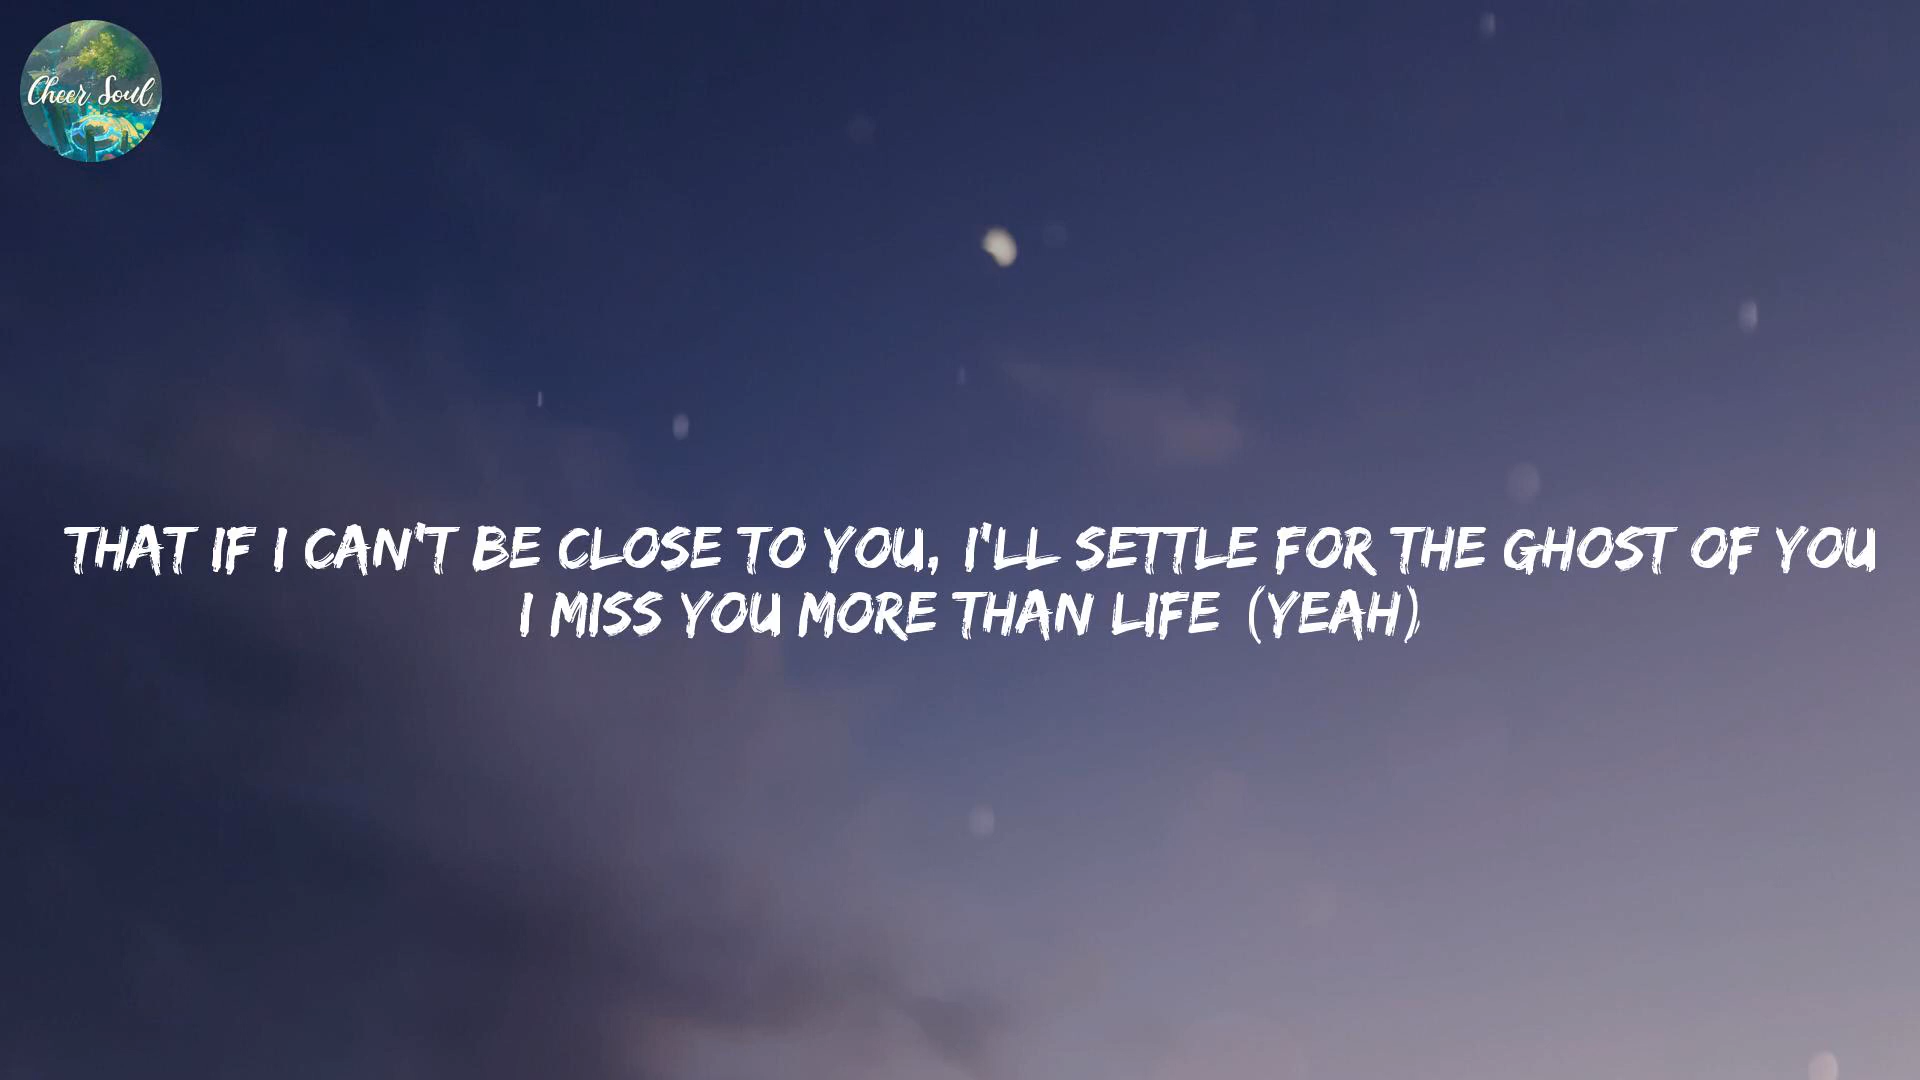 Cheer Soul
THAT IF I CAN'T BE CLOSE TO YOU, I'LL SETTLE FOR THE GHOST OF YOU
I MISS YOU MORE THAN LIFE (YEAH)